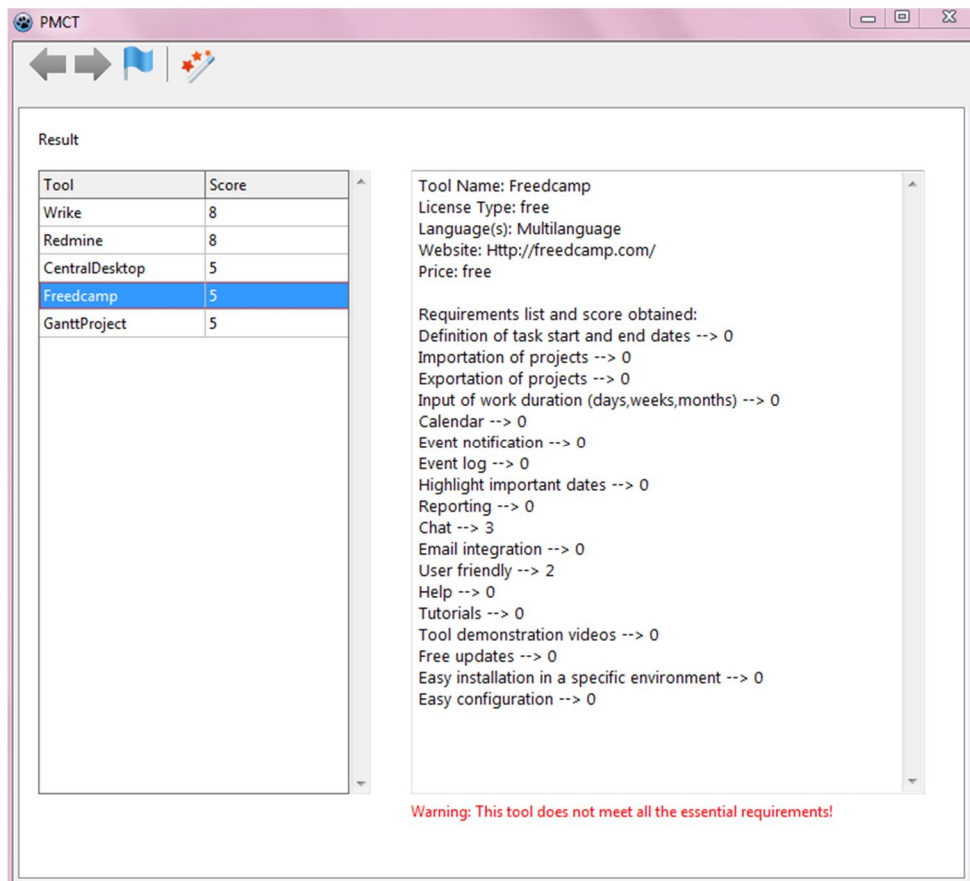 PMCT
Result
Tool Score
Wrike 8
Redmine 8
CentralDesktop 5
Freedcamp 5
GanttProject 5
Tool Name: Freedcamp
License Type: free
Language(s): Multilanguage
Website: Http://freedcamp.com/
Price: free
Requirements list and score obtained:
Definition of task start and end dates --> 0
Importation of projects --> 0
Exportation of projects --> 0
Input of work duration (days,weeks,months) --> 0
Calendar --> 0
Event notification --> 0
Event log --> 0
Highlight important dates --> 0
Reporting --> 0
Chat --> 3
Email integration --> 0
User friendly --> 2
Help --> 0
Tutorials --> 0
Tool demonstration videos --> 0
Free updates --> 0
Easy installation in a specific environment --> 0
Easy configuration --> 0
Warning: This tool does not meet all the essential requirements!